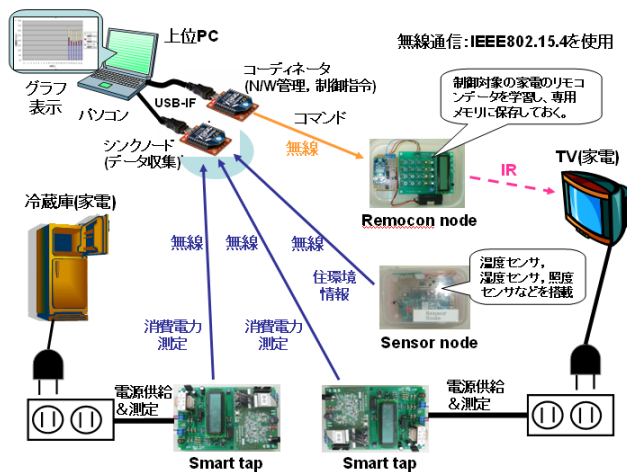 上位PC
無線通信:IEEE802.15.4を使用
グラフ
表示
パソコン
USB-IF
コーディネータ
(N/W管理, 制御指令)
コマンド
無線
制御対象の家電のリモ
コンデータを学習し、専用
メモリに保存しておく。
シンクノード
(データ収集)
IR
TV(家電)
Remocon node
冷蔵庫(家電)
無線
無線
無線
住環境
情報
温度センサ,
湿度センサ, 照度
センサなどを搭載
Sensor
Node
Sensor node
消費電力
測定
消費電力
測定
電源供給
&測定
電源供給
&測定
Smart tap
Smart tap